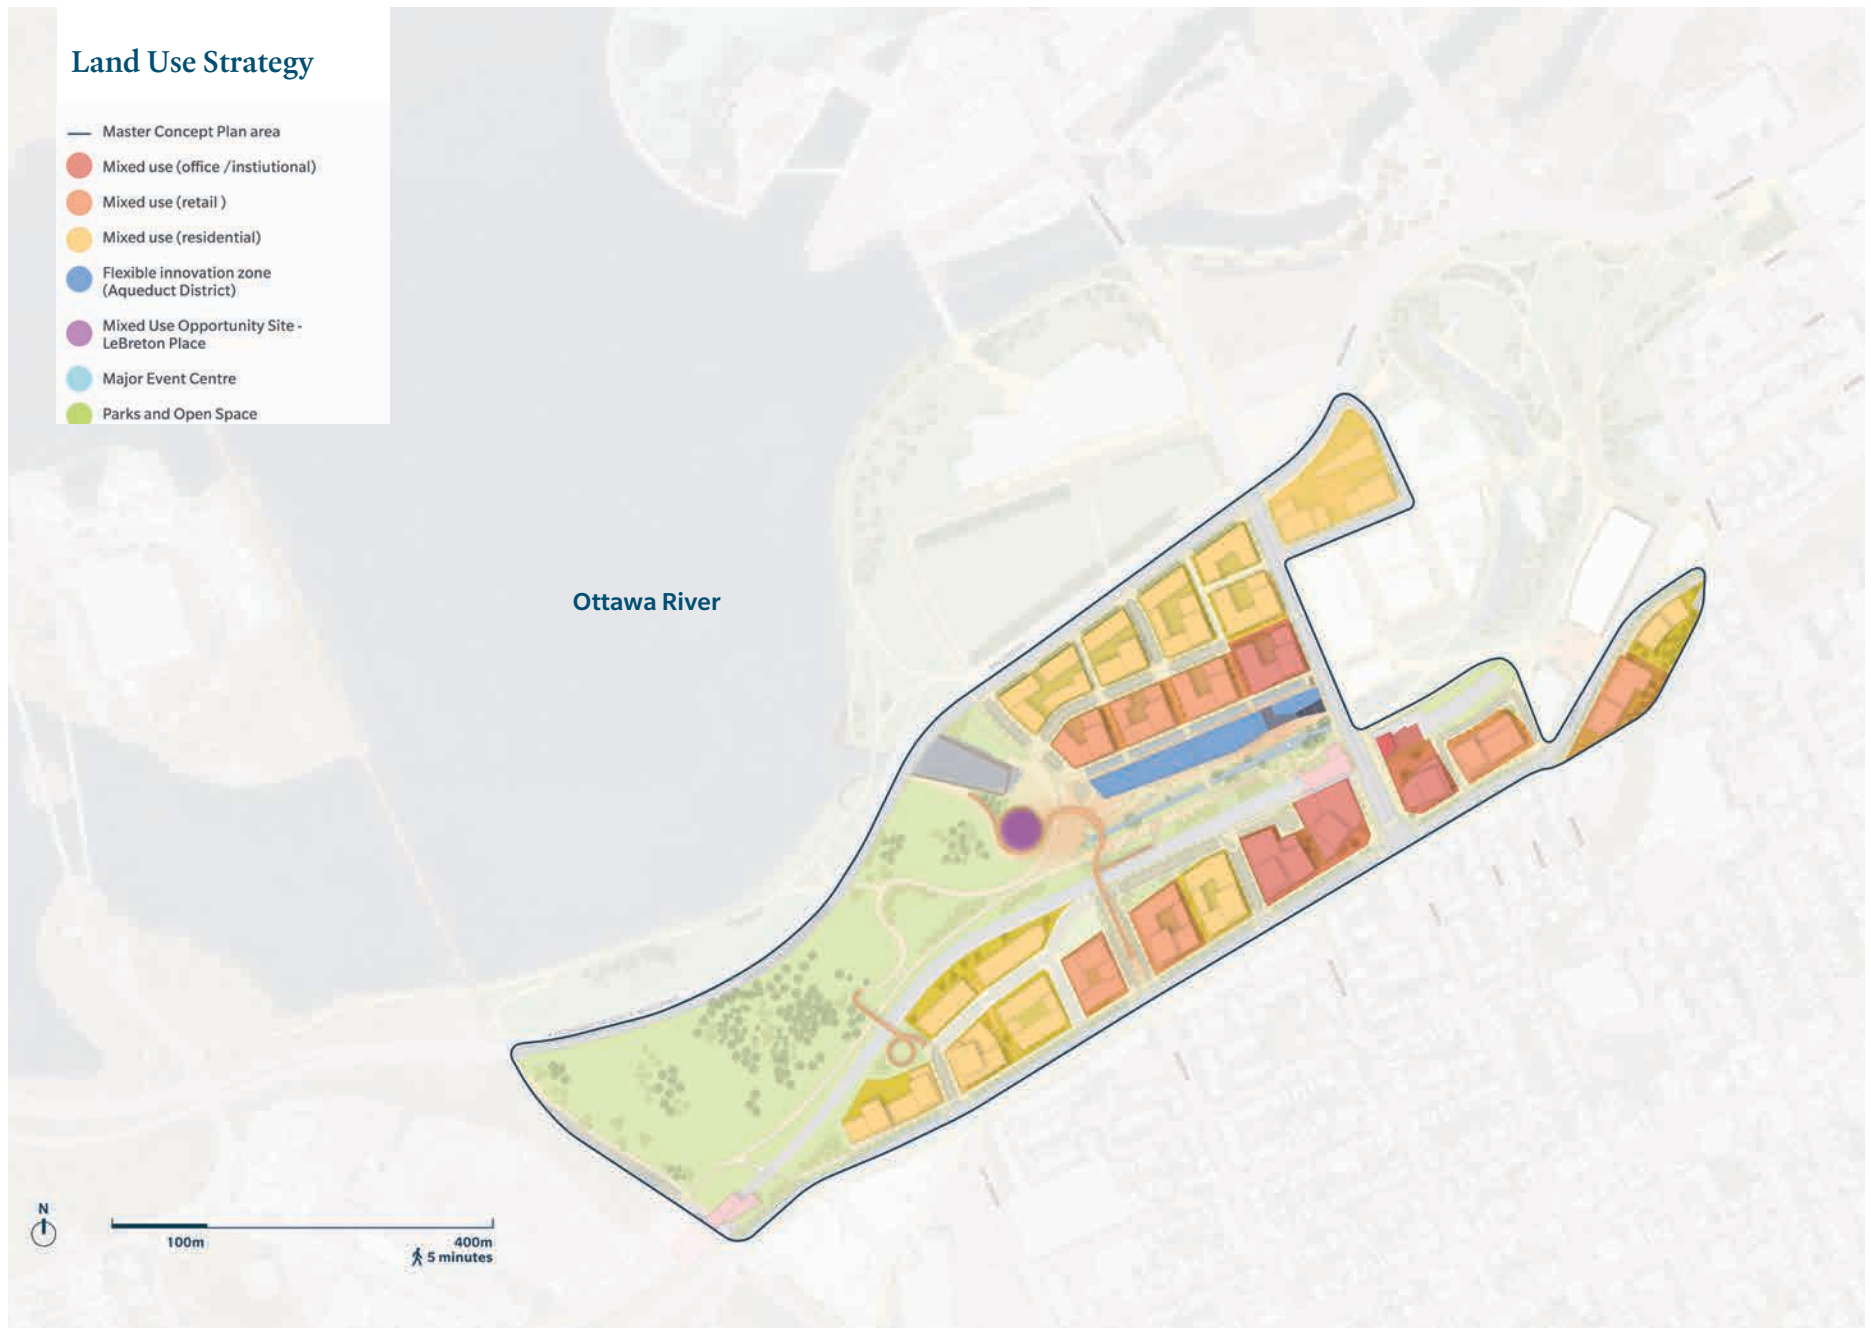 Land Use Strategy
Master Concept Plan area
Mixed use (office /instiutional)
Mixed use (retail )
Mixed use (residential)
Flexible innovation zone
(Aqueduct District)
Mixed Use Opportunity Site -
LeBreton Place
Major Event Centre
Parks and Open Space
Ottawa River
N
100m
400m
5 minutes